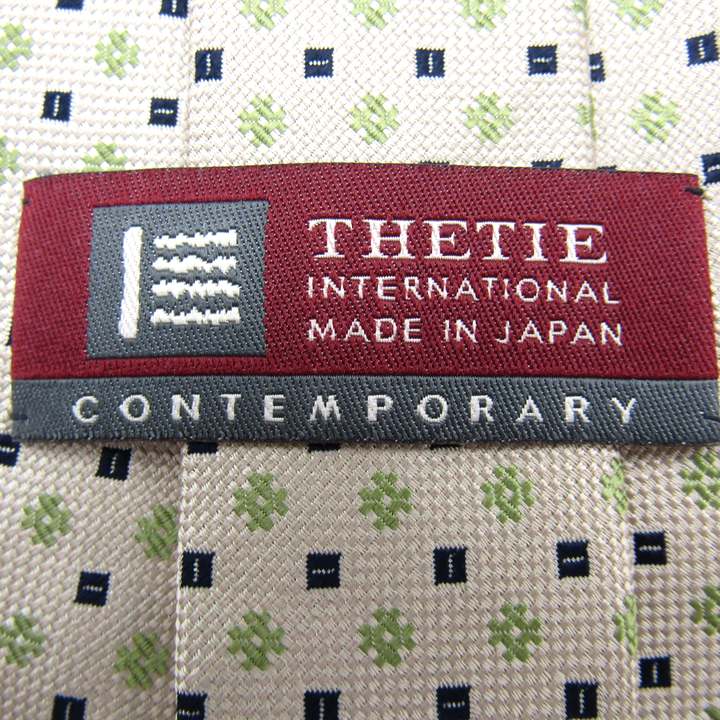 THETIE
INTERNATIONAL
MADE IN JAPAN
CONTEMPORARY